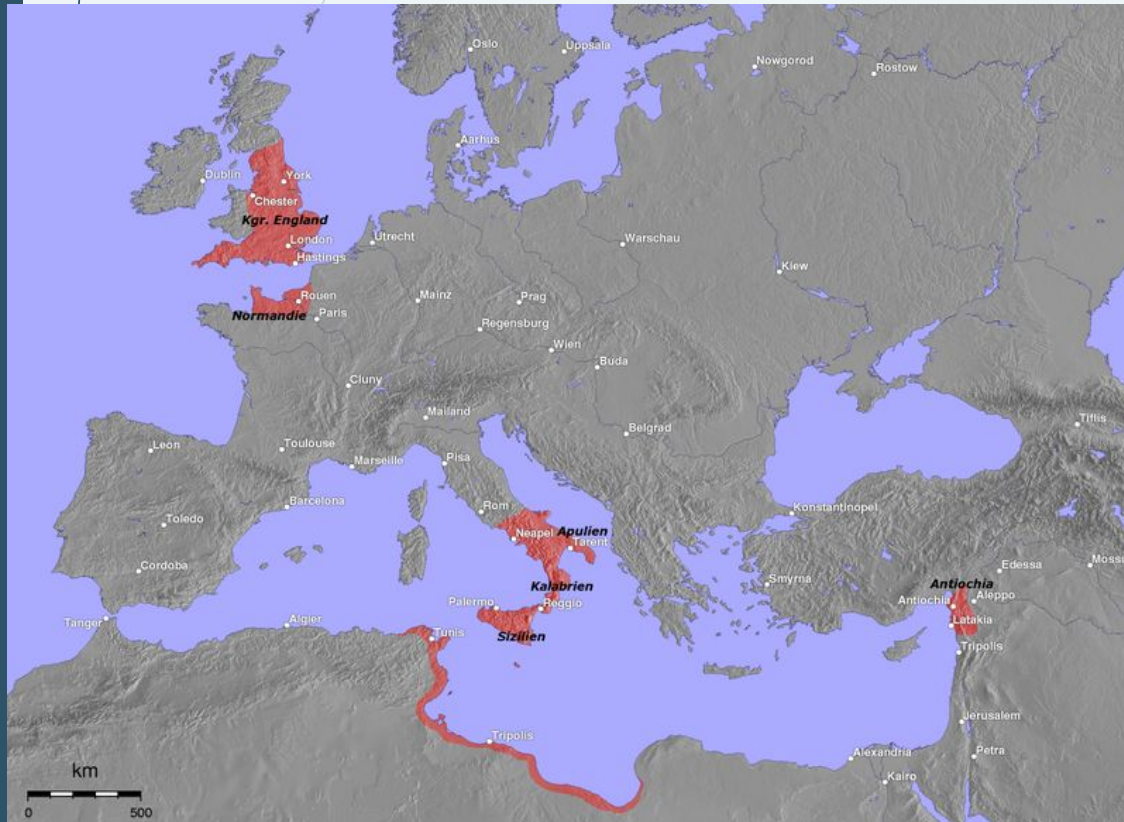 Oslo
Uppsala
Nowgorod
Rostow
Aarhus
Dublin
York
Chester
Kgr. England
London
Utrecht
Warschau
Hastings
Kiew
Rouen
Mainz
Prag
Normandie
Paris
Regensburg
Wien
Buda
Cluny
Mailand
Tiflis
Belgrad
León
Toulouse
Pisa
Marseille
Barcelona
Rom
Konstantinopel
Toledo
Neapel
Apulien
Tarent
Cordoba
Edessa
Mossu
Smyrna
Kalabrien
Antiochia
Palermo
Reggio
Antiochia
Aleppo
Tanger
Algier
Tunis
Sizilien
Latakia
Tripolis
Jerusalem
Tripolis
Alexandria
Petra
km
Kairo
0 500